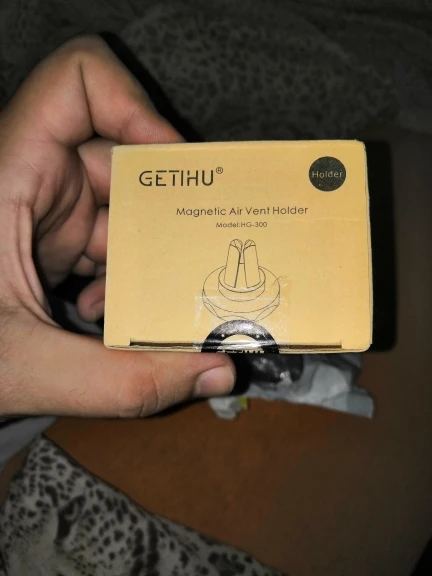 GETIHU®
Holder
Magnetic Air Vent Holder
Model:HG-300